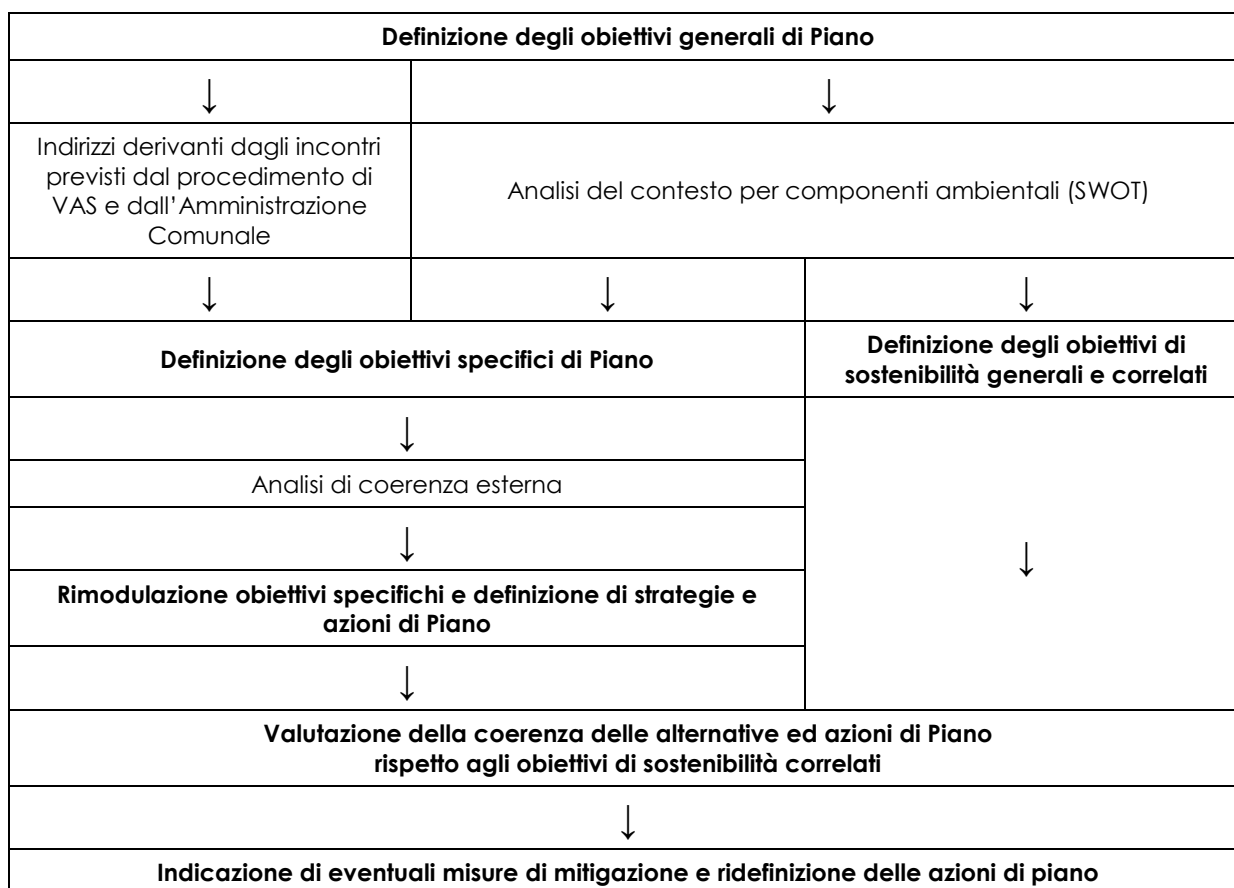 Definizione degli obiettivi generali di Piano
↓ ↓
Indirizzi derivanti dagli incontri
previsti dal procedimento di
VAS e dall'Amministrazione
Comunale
Analisi del contesto per componenti ambientali (SWOT)
↓ ↓ ↓
Definizione degli obiettivi specifici di Piano
Definizione degli obiettivi di
sostenibilità generali e correlati
↓
Analisi di coerenza esterna
↓
↓
Rimodulazione obiettivi specifici e definizione di strategie e
azioni di Piano
↓
Valutazione della coerenza delle alternative ed azioni di Piano
rispetto agli obiettivi di sostenibilità correlati
↓
Indicazione di eventuali misure di mitigazione e ridefinizione delle azioni di piano